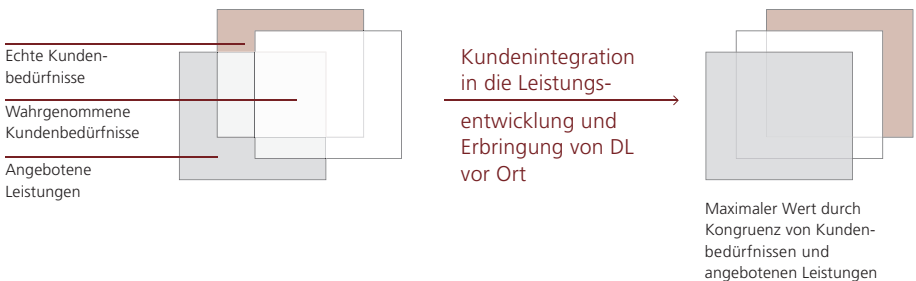 Echte Kunden-
bedürfnisse
Wahrgenommene
Kundenbedürfnisse
Angebotene
Leistungen
Kundenintegration
in die Leistungs-
entwicklung und
Erbringung von DL
vor Ort
Maximaler Wert durch
Kongruenz von Kunden-
bedürfnissen und
angebotenen Leistungen